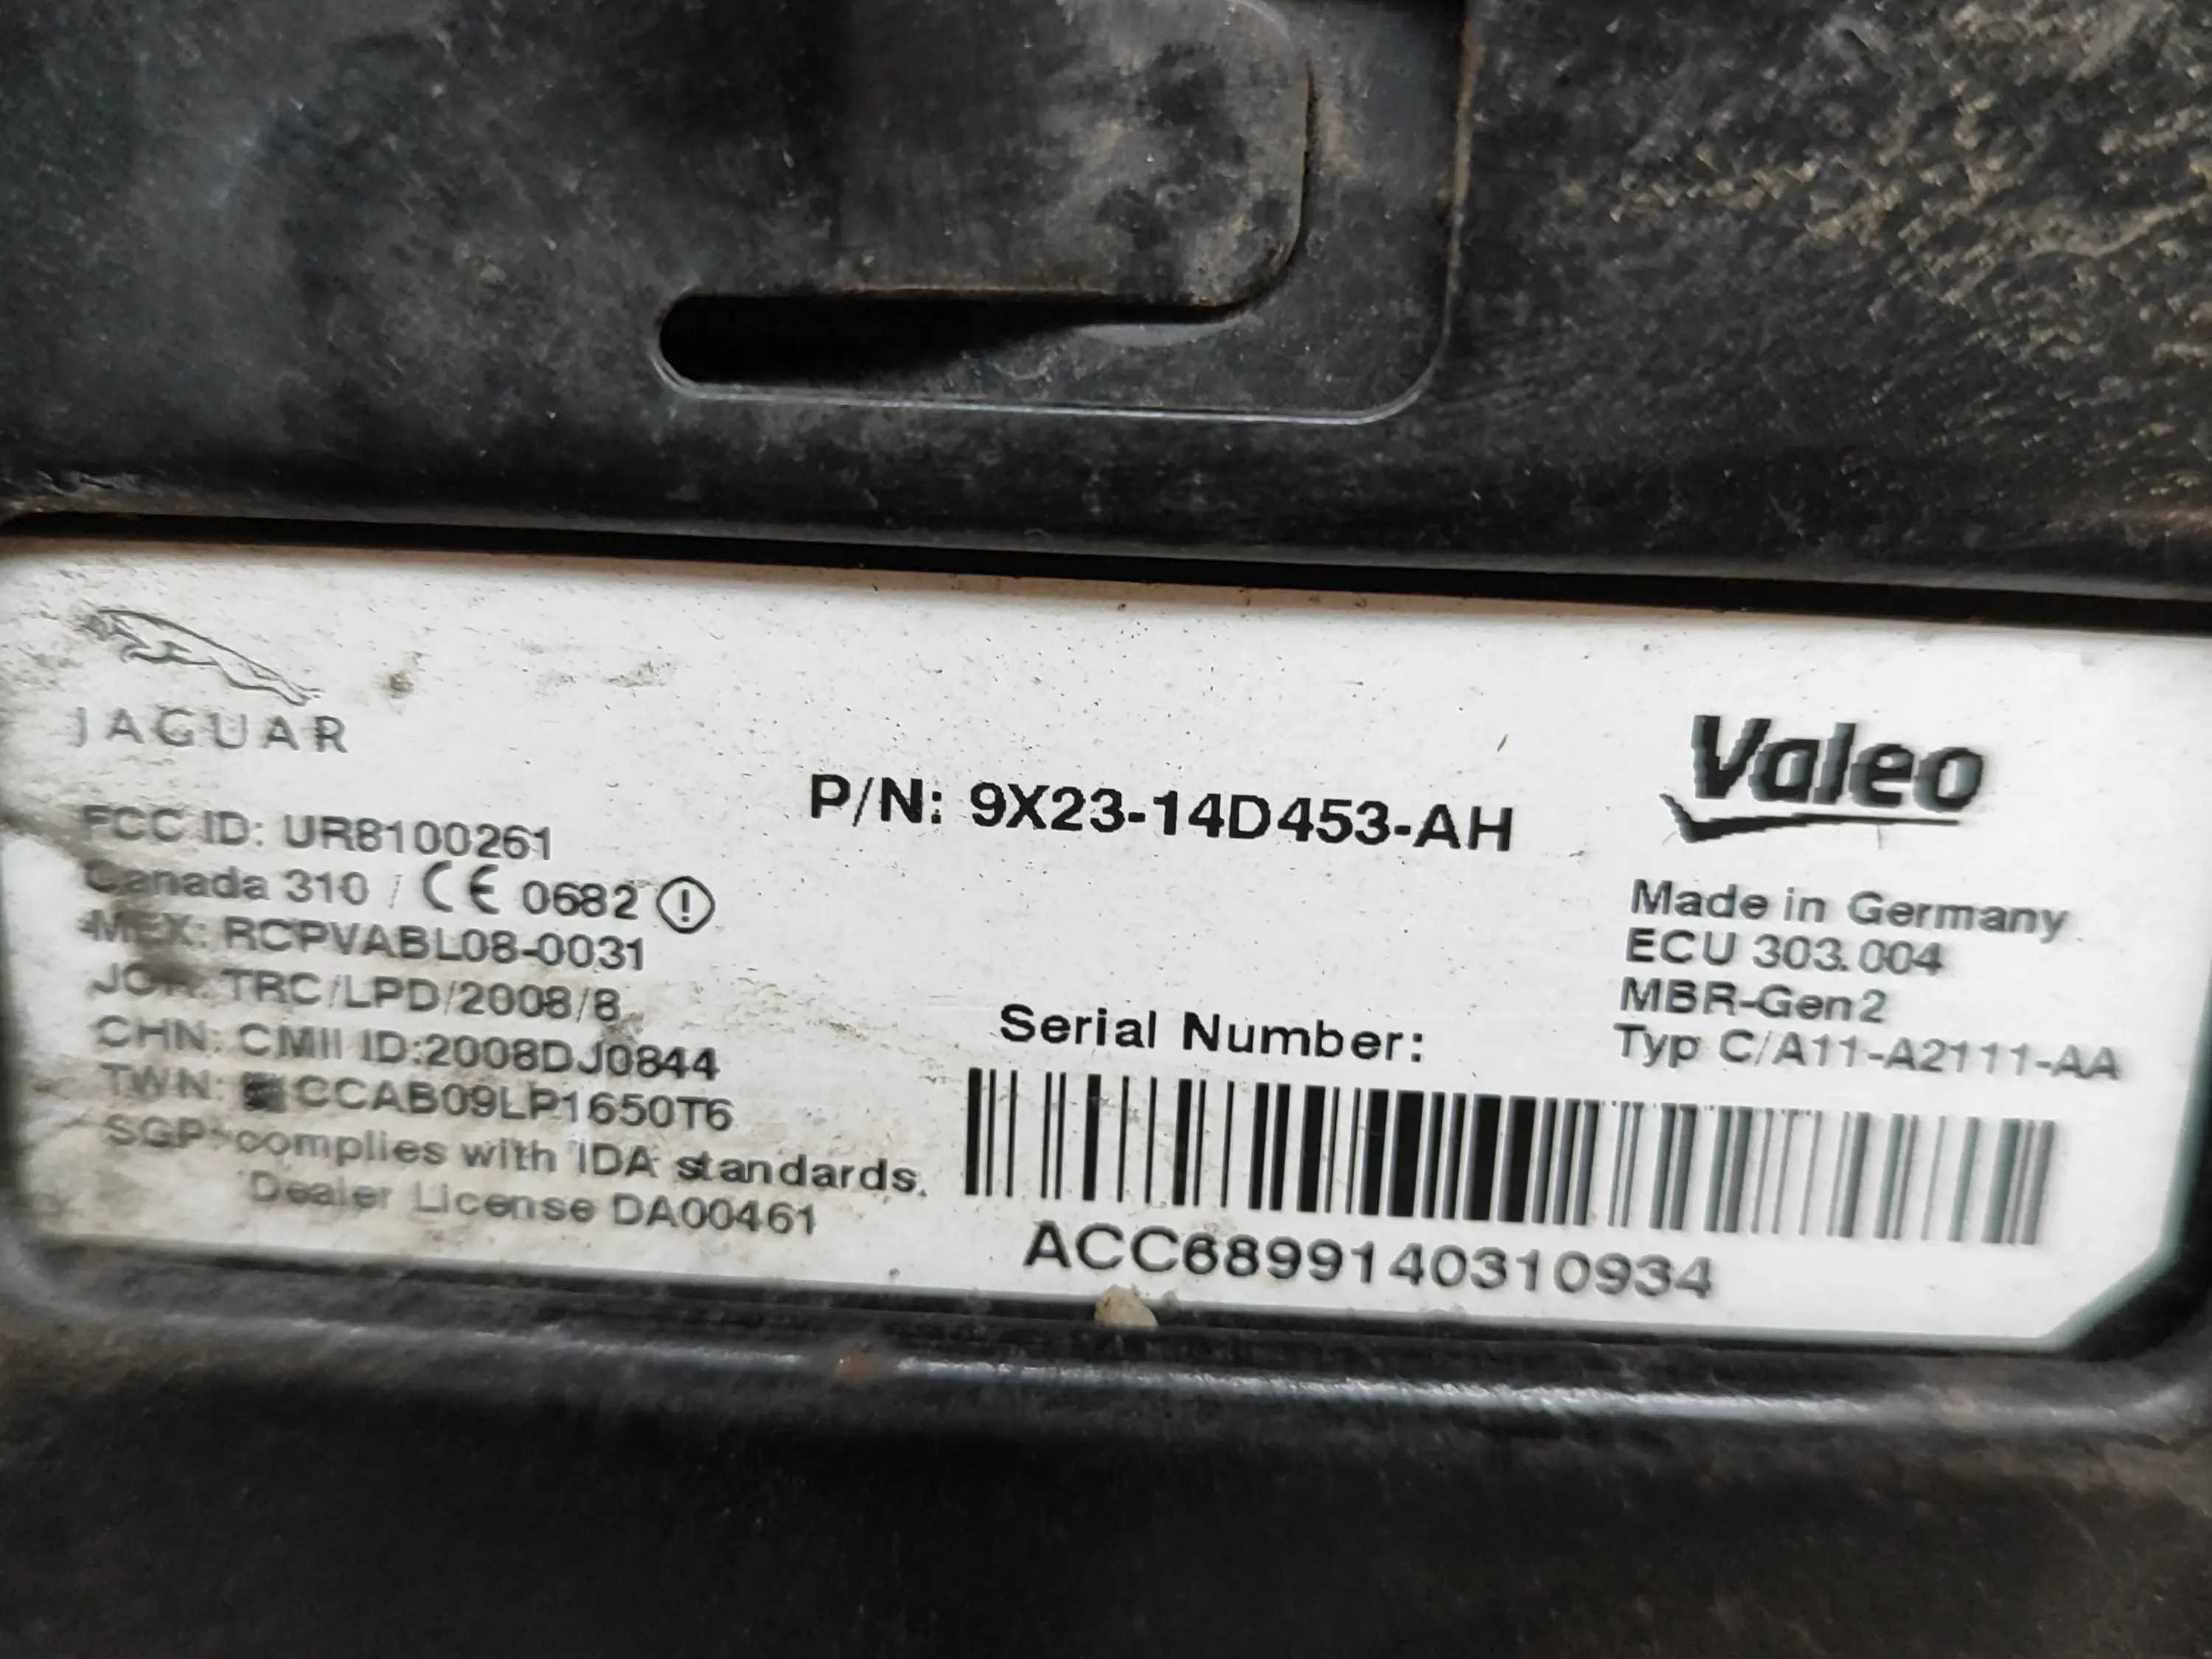 JAGUAR
FCC ID: UR8100261
Canada 310 / CE 0682
MEX: RCPVABL08-0031
JOR: TRC/LPD/2008/8
CHN: CMII ID:2008DJ0844
TWN: CCAB09LP1650T6
SGP: complies with IDA standards.
Dealer License DA00461
P/N: 9X23-14D453-AH
Serial Number:
ACC6899140310934
Valeo
Made in Germany
ECU 303.004
MBR-Gen2
Typ C/A11-A2111-AA